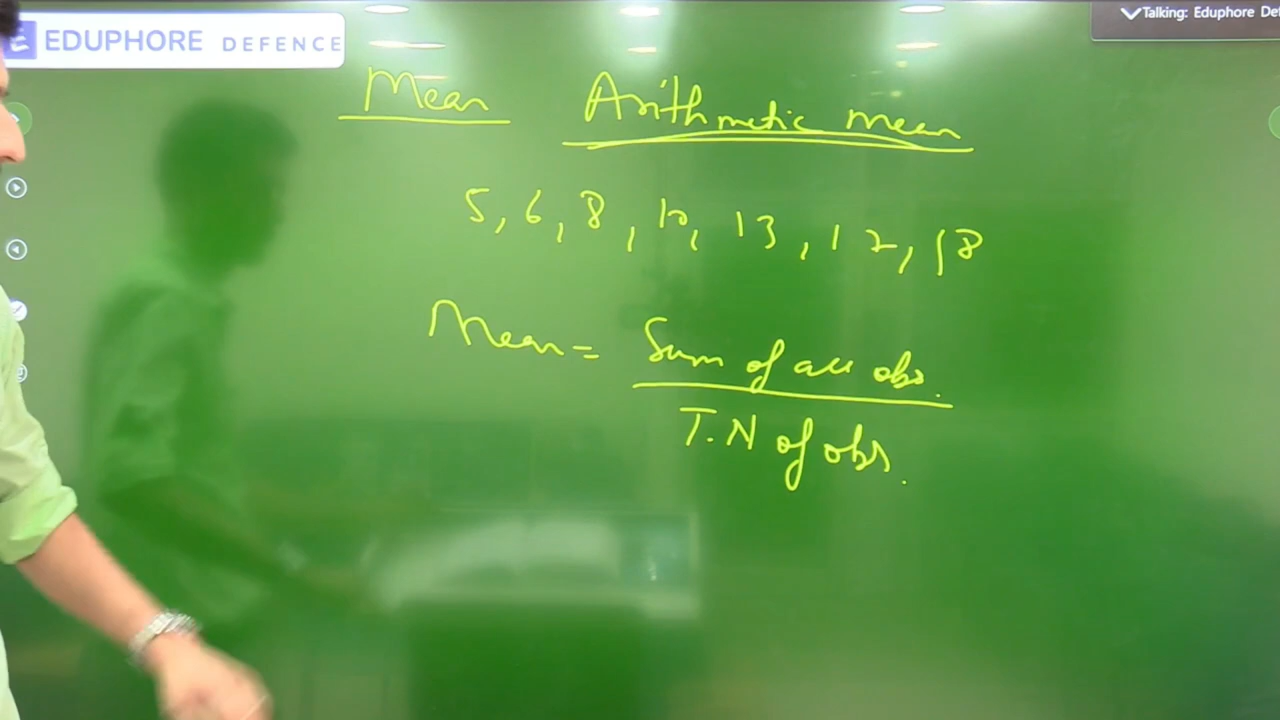 EDUPHORE DEFENCE
Talking: Eduphore Def
Mean Arithmetic mean
5, 6, 8, 10, 13, 12, 18
Mean = Sum of all obs.
T.N of obs.